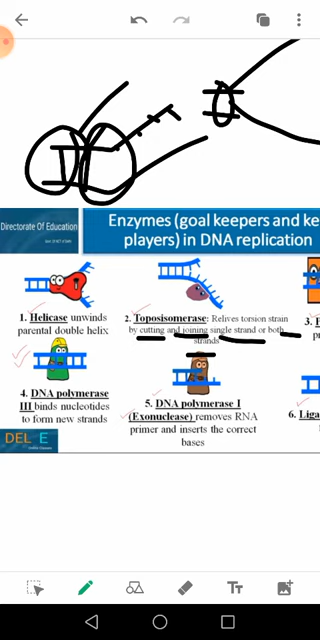 Directorate Of Education
Enzymes (goal keepers and ke
players) in DNA replication
1. Helicase unwinds
parental double helix
2. Toposisomerase: Relives torsion strain
by cutting and joining single strand or both
strands
3.
4. DNA polymerase
III binds nucleotides
to form new strands
5. DNA polymerase I
(Exonuclease) removes RNA
primer and inserts the correct
bases
6. Liga
DEL E